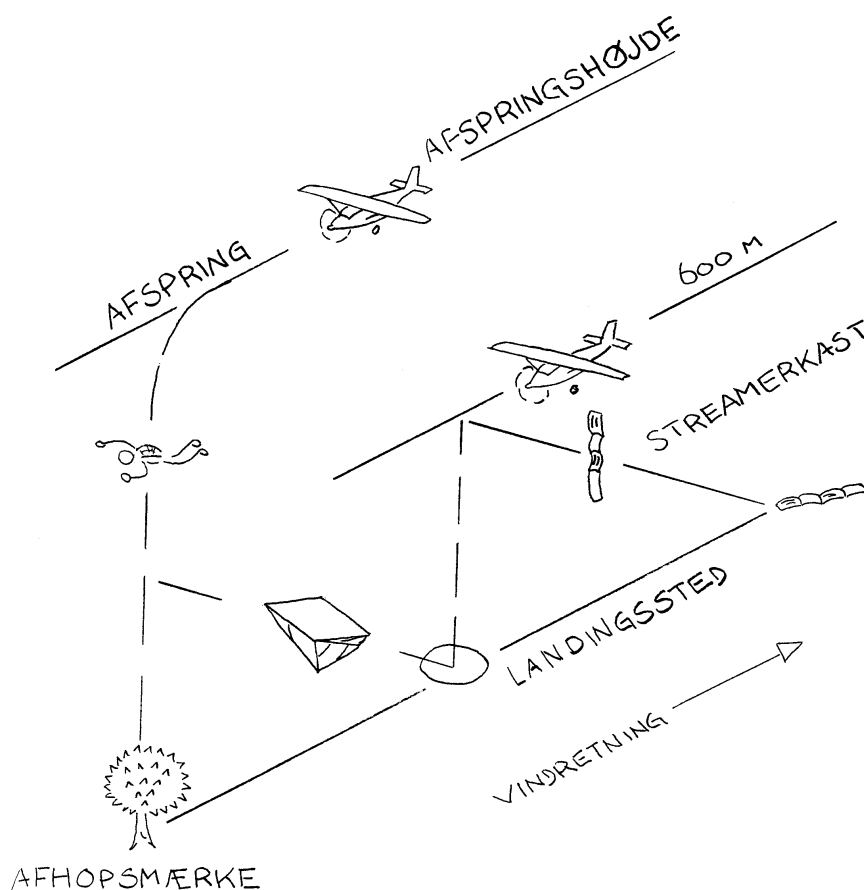 AFSPRINGSHØJDE
AFSPRING
600 M
STREAMERKAST
LANDINGSSTED
VINDRETNING
AFHOPSMÆRKE